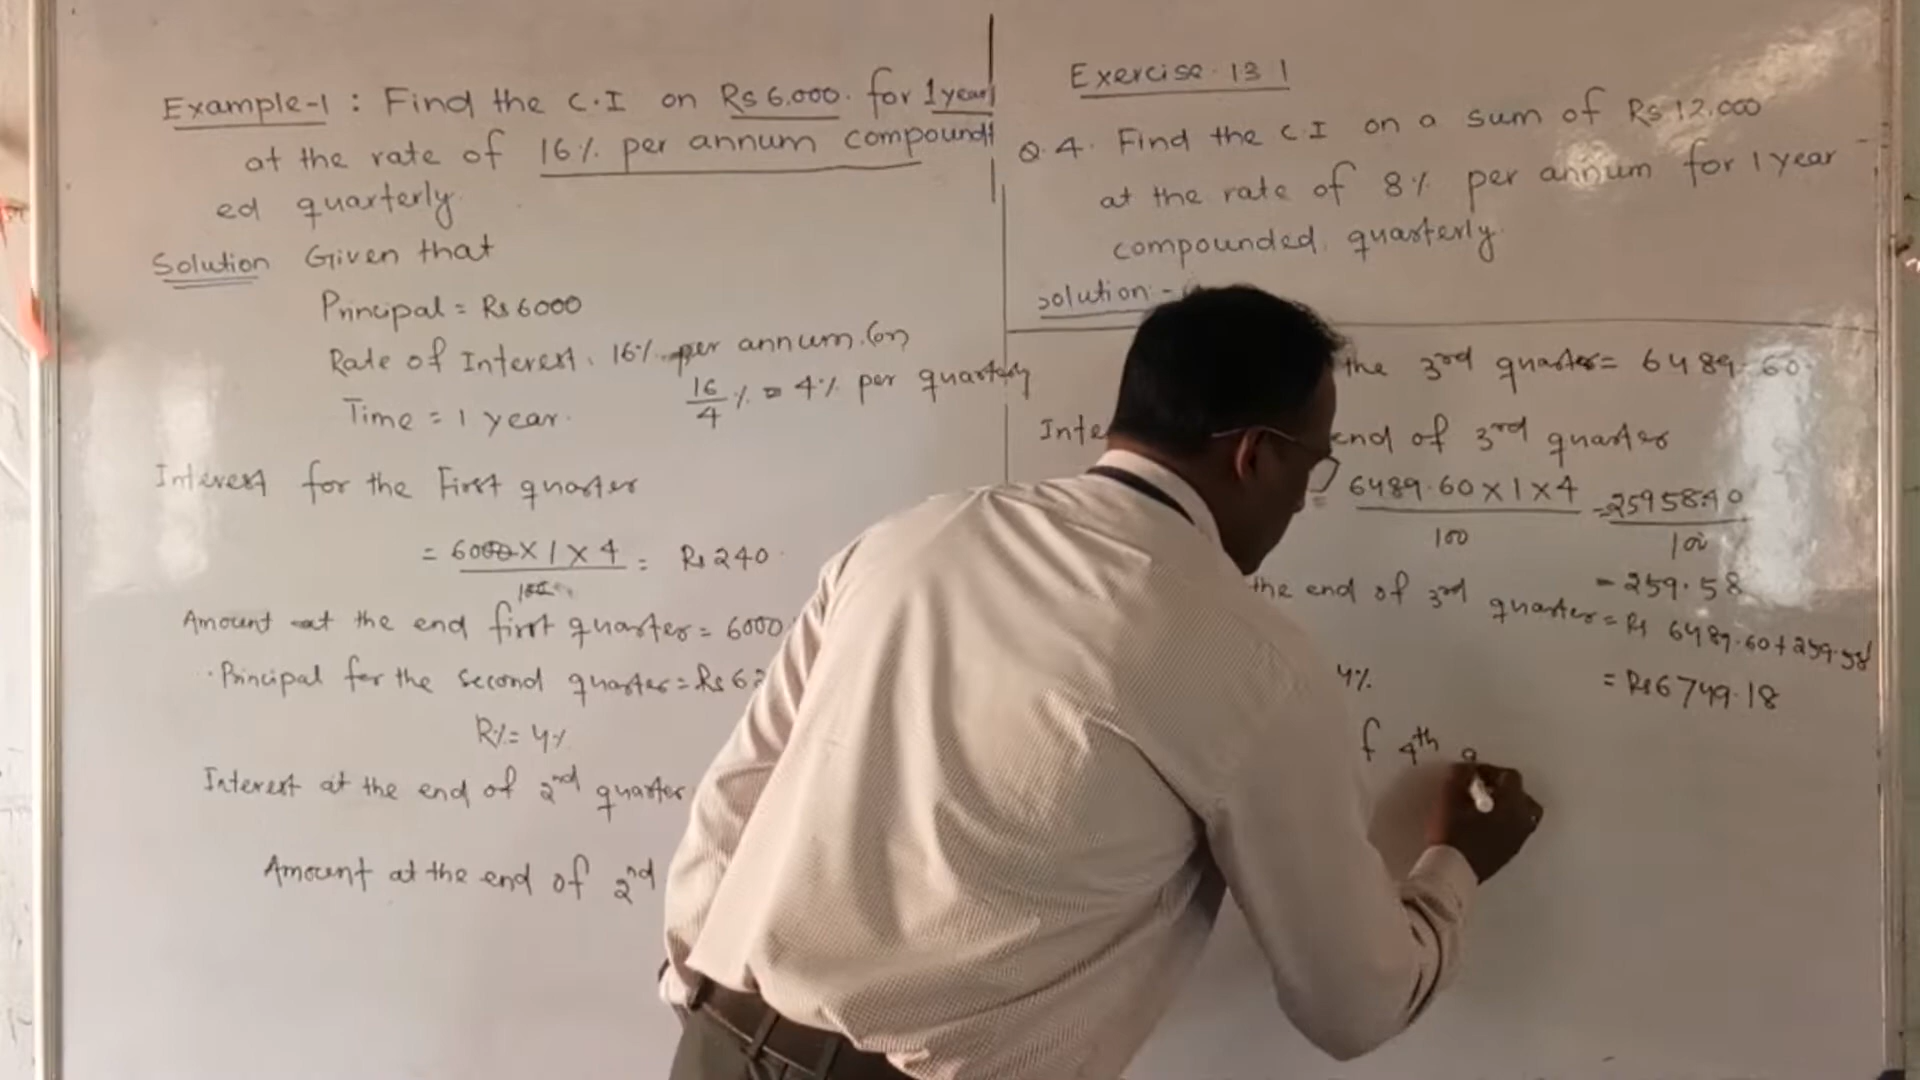 Example-1 : Find the C.I on Rs 6.000. for 1 year
at the rate of 16% per annum compound
ed quarterly
Solution Given that
Principal = Rs 6000
Rate of Interest. 16% per annum. (or)
16/4 % = 4% per quarterly
Time = 1 year.
Interest for the First quarter
= 6000 X 1 X 4 / 100 = Rs 240
Amount at the end first quarter = 6000
Principal for the second quarter = Rs 62
R% = 4%
Interest at the end of 2nd quarter
Amount at the end of 2nd
Exercise. 13.1
Q.4. Find the C.I on a sum of Rs 12.000
at the rate of 8% per annum for 1 year
compounded. quarterly.
solution :-
the 3rd quarter = 6489.60
end of 3rd quarter
= 6489.60 X 1 X 4 / 100 = 25958.40 / 100
= 259.58
the end of 3rd quarter = Rs 6489.60 + 259.58
= Rs 6749.18
4%
f 4th